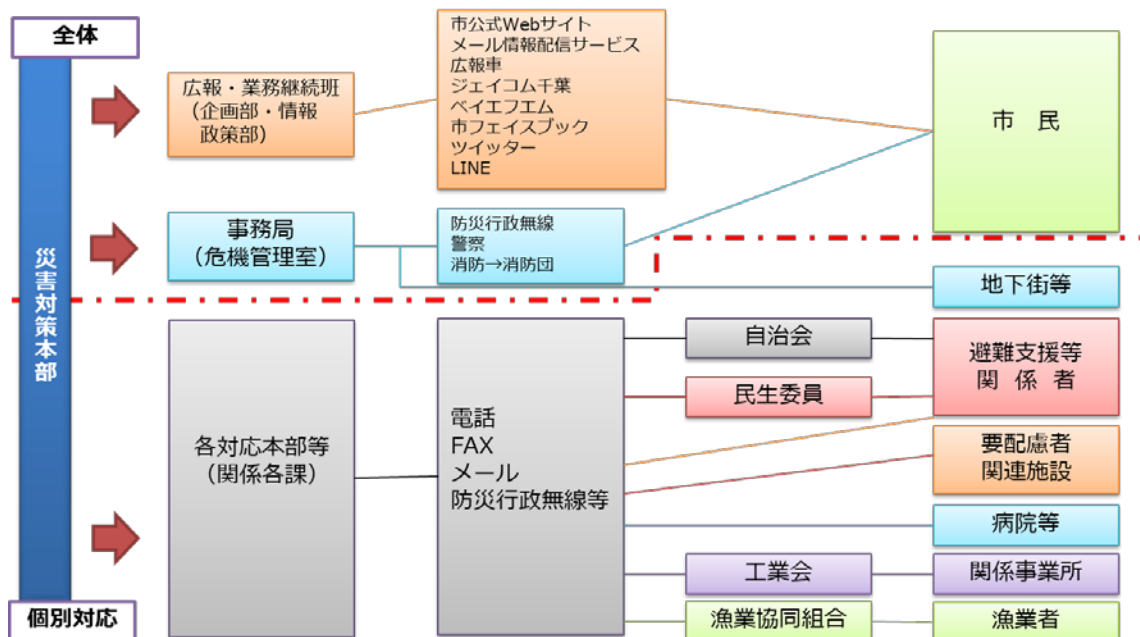 全体
災害対策本部
広報・業務継続班
（企画部・情報
政策部）
市公式Webサイト
メール情報配信サービス
広報車
ジェイコム千葉
ベイエフエム
市フェイスブック
ツイッター
LINE
市　民
事務局
（危機管理室）
防災行政無線
警察
消防→消防団
地下街等
各対応本部等
（関係各課）
電話
FAX
メール
防災行政無線等
自治会
民生委員
避難支援等
関　係　者
要配慮者
関連施設
病院等
工業会
関係事業所
漁業協同組合
漁業者
個別対応